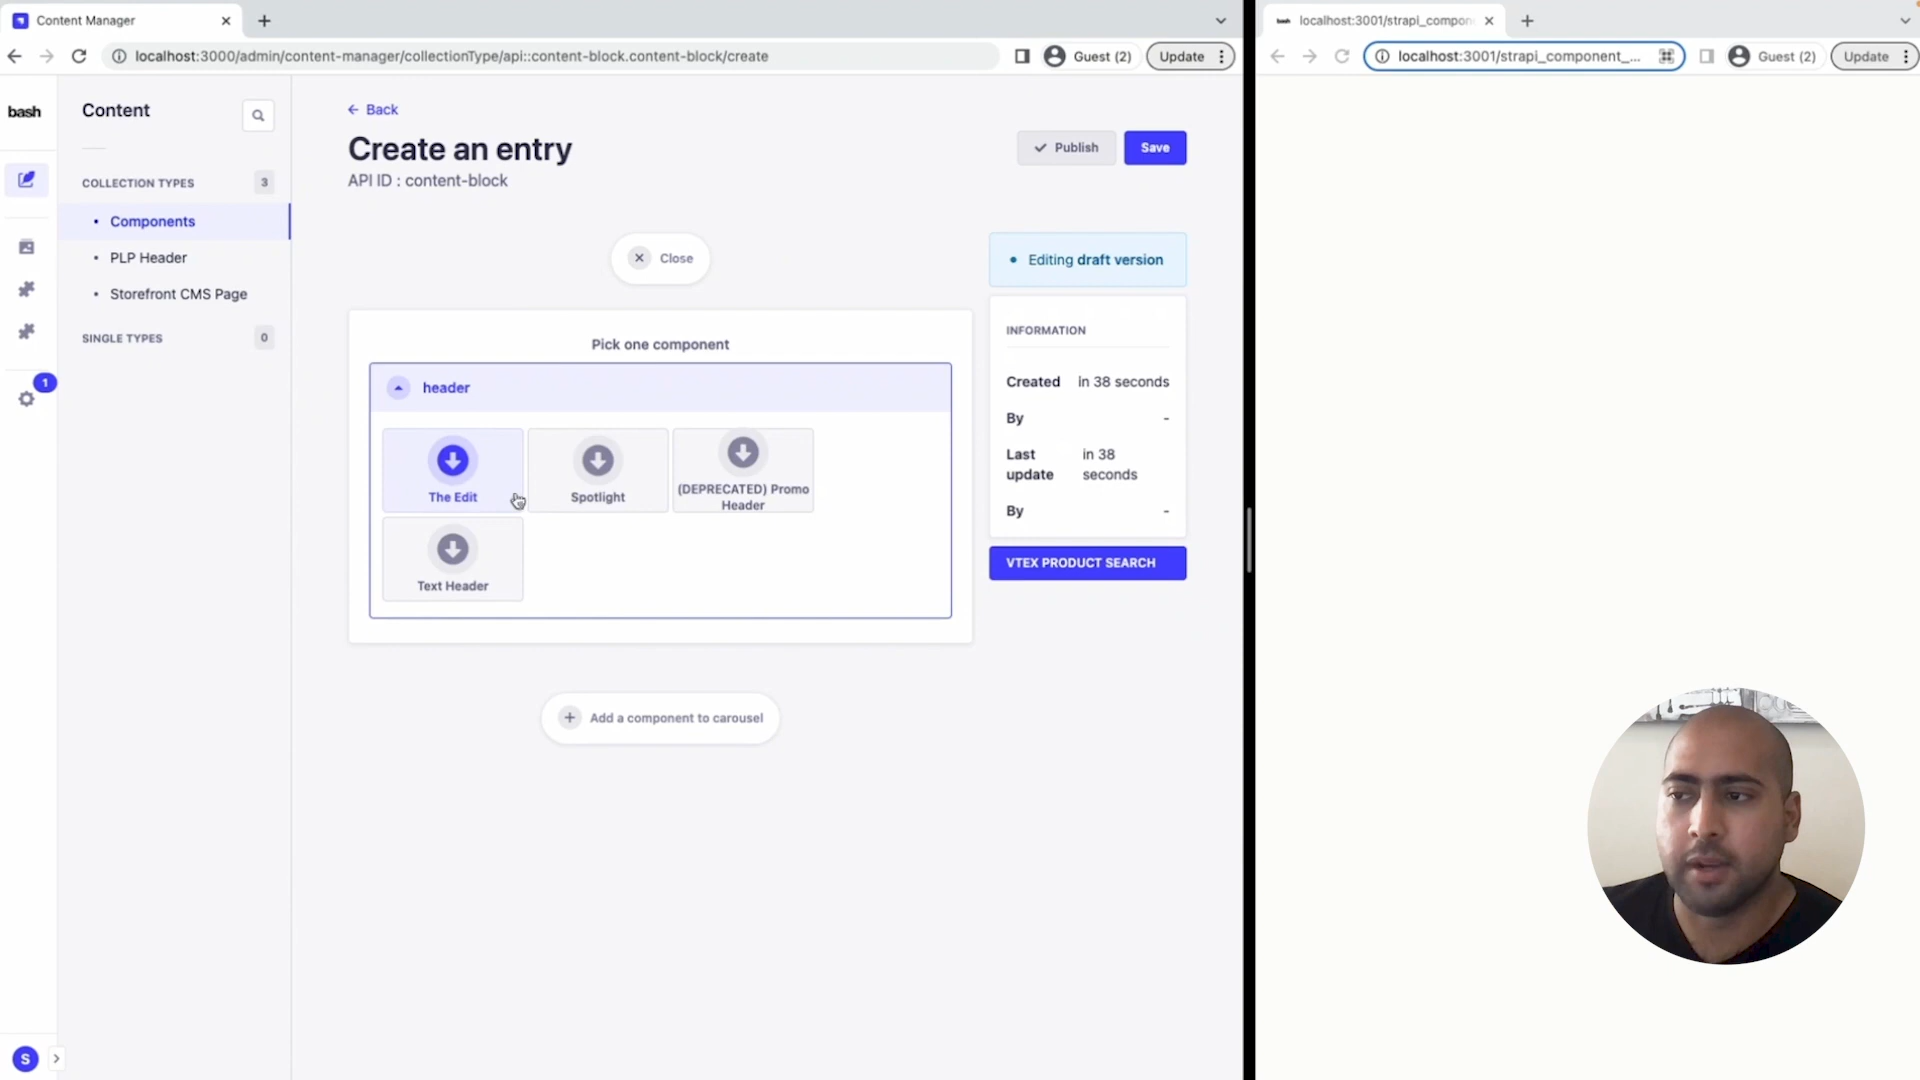 Content Manager
localhost:3000/admin/content-manager/collectionType/api::content-block.content-block/create
Guest (2)
Update
bash
Content
COLLECTION TYPES
3
Components
PLP Header
Storefront CMS Page
SINGLE TYPES
0
1
S
Back
Create an entry
API ID : content-block
Publish
Save
Close
Pick one component
header
The Edit
Spotlight
(DEPRECATED) Promo
Header
Text Header
Add a component to carousel
Editing draft version
INFORMATION
Created in 38 seconds
By -
Last update in 38 seconds
By -
VTEX PRODUCT SEARCH
bash localhost:3001/strapi_compon
localhost:3001/strapi_component_...
Guest (2)
Update